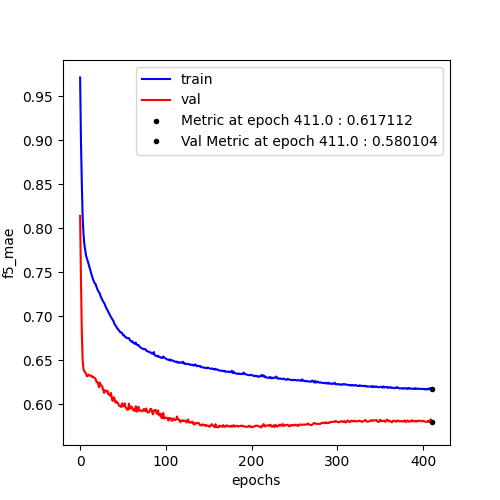 train
val
Metric at epoch 411.0 : 0.617112
Val Metric at epoch 411.0 : 0.580104
0.95
0.90
0.85
0.80
0.75
0.70
0.65
0.60
f5_mae
0 100 200 300 400
epochs